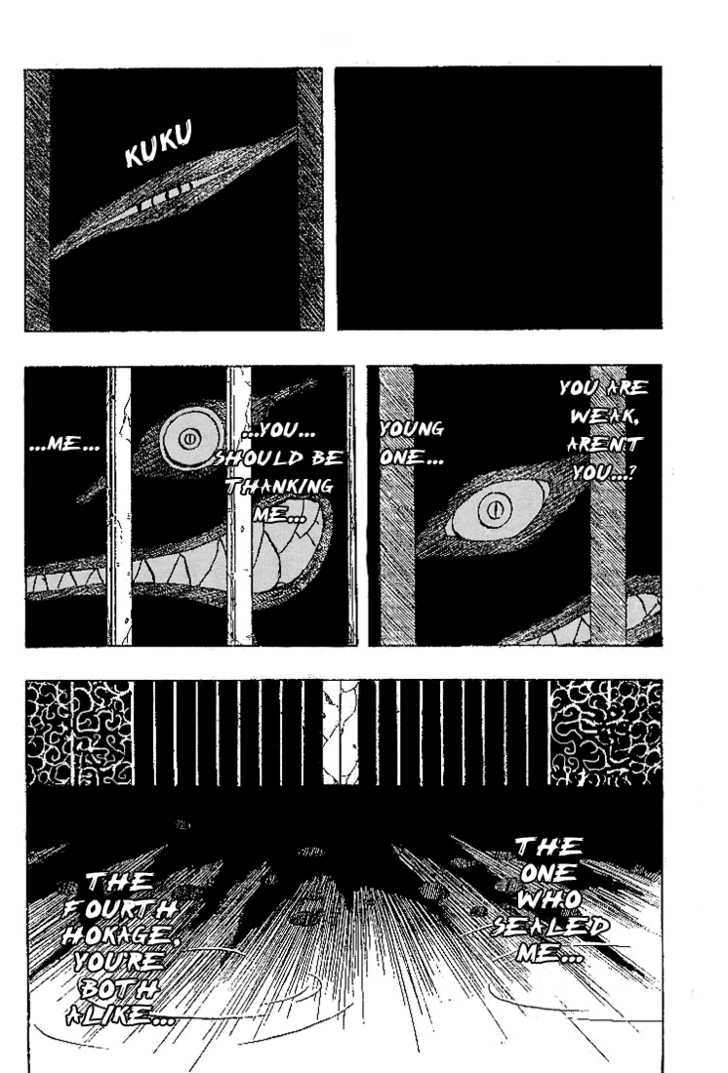 KUKU
YOU ARE
WEAK,
AREN'T
YOU...?
YOUNG
ONE...
...YOU...
SHOULD BE
THANKING
ME...
...ME...
THE
ONE
WHO
SEALED
ME...
THE
FOURTH
HOKAGE,
YOU'RE
BOTH
ALIKE...